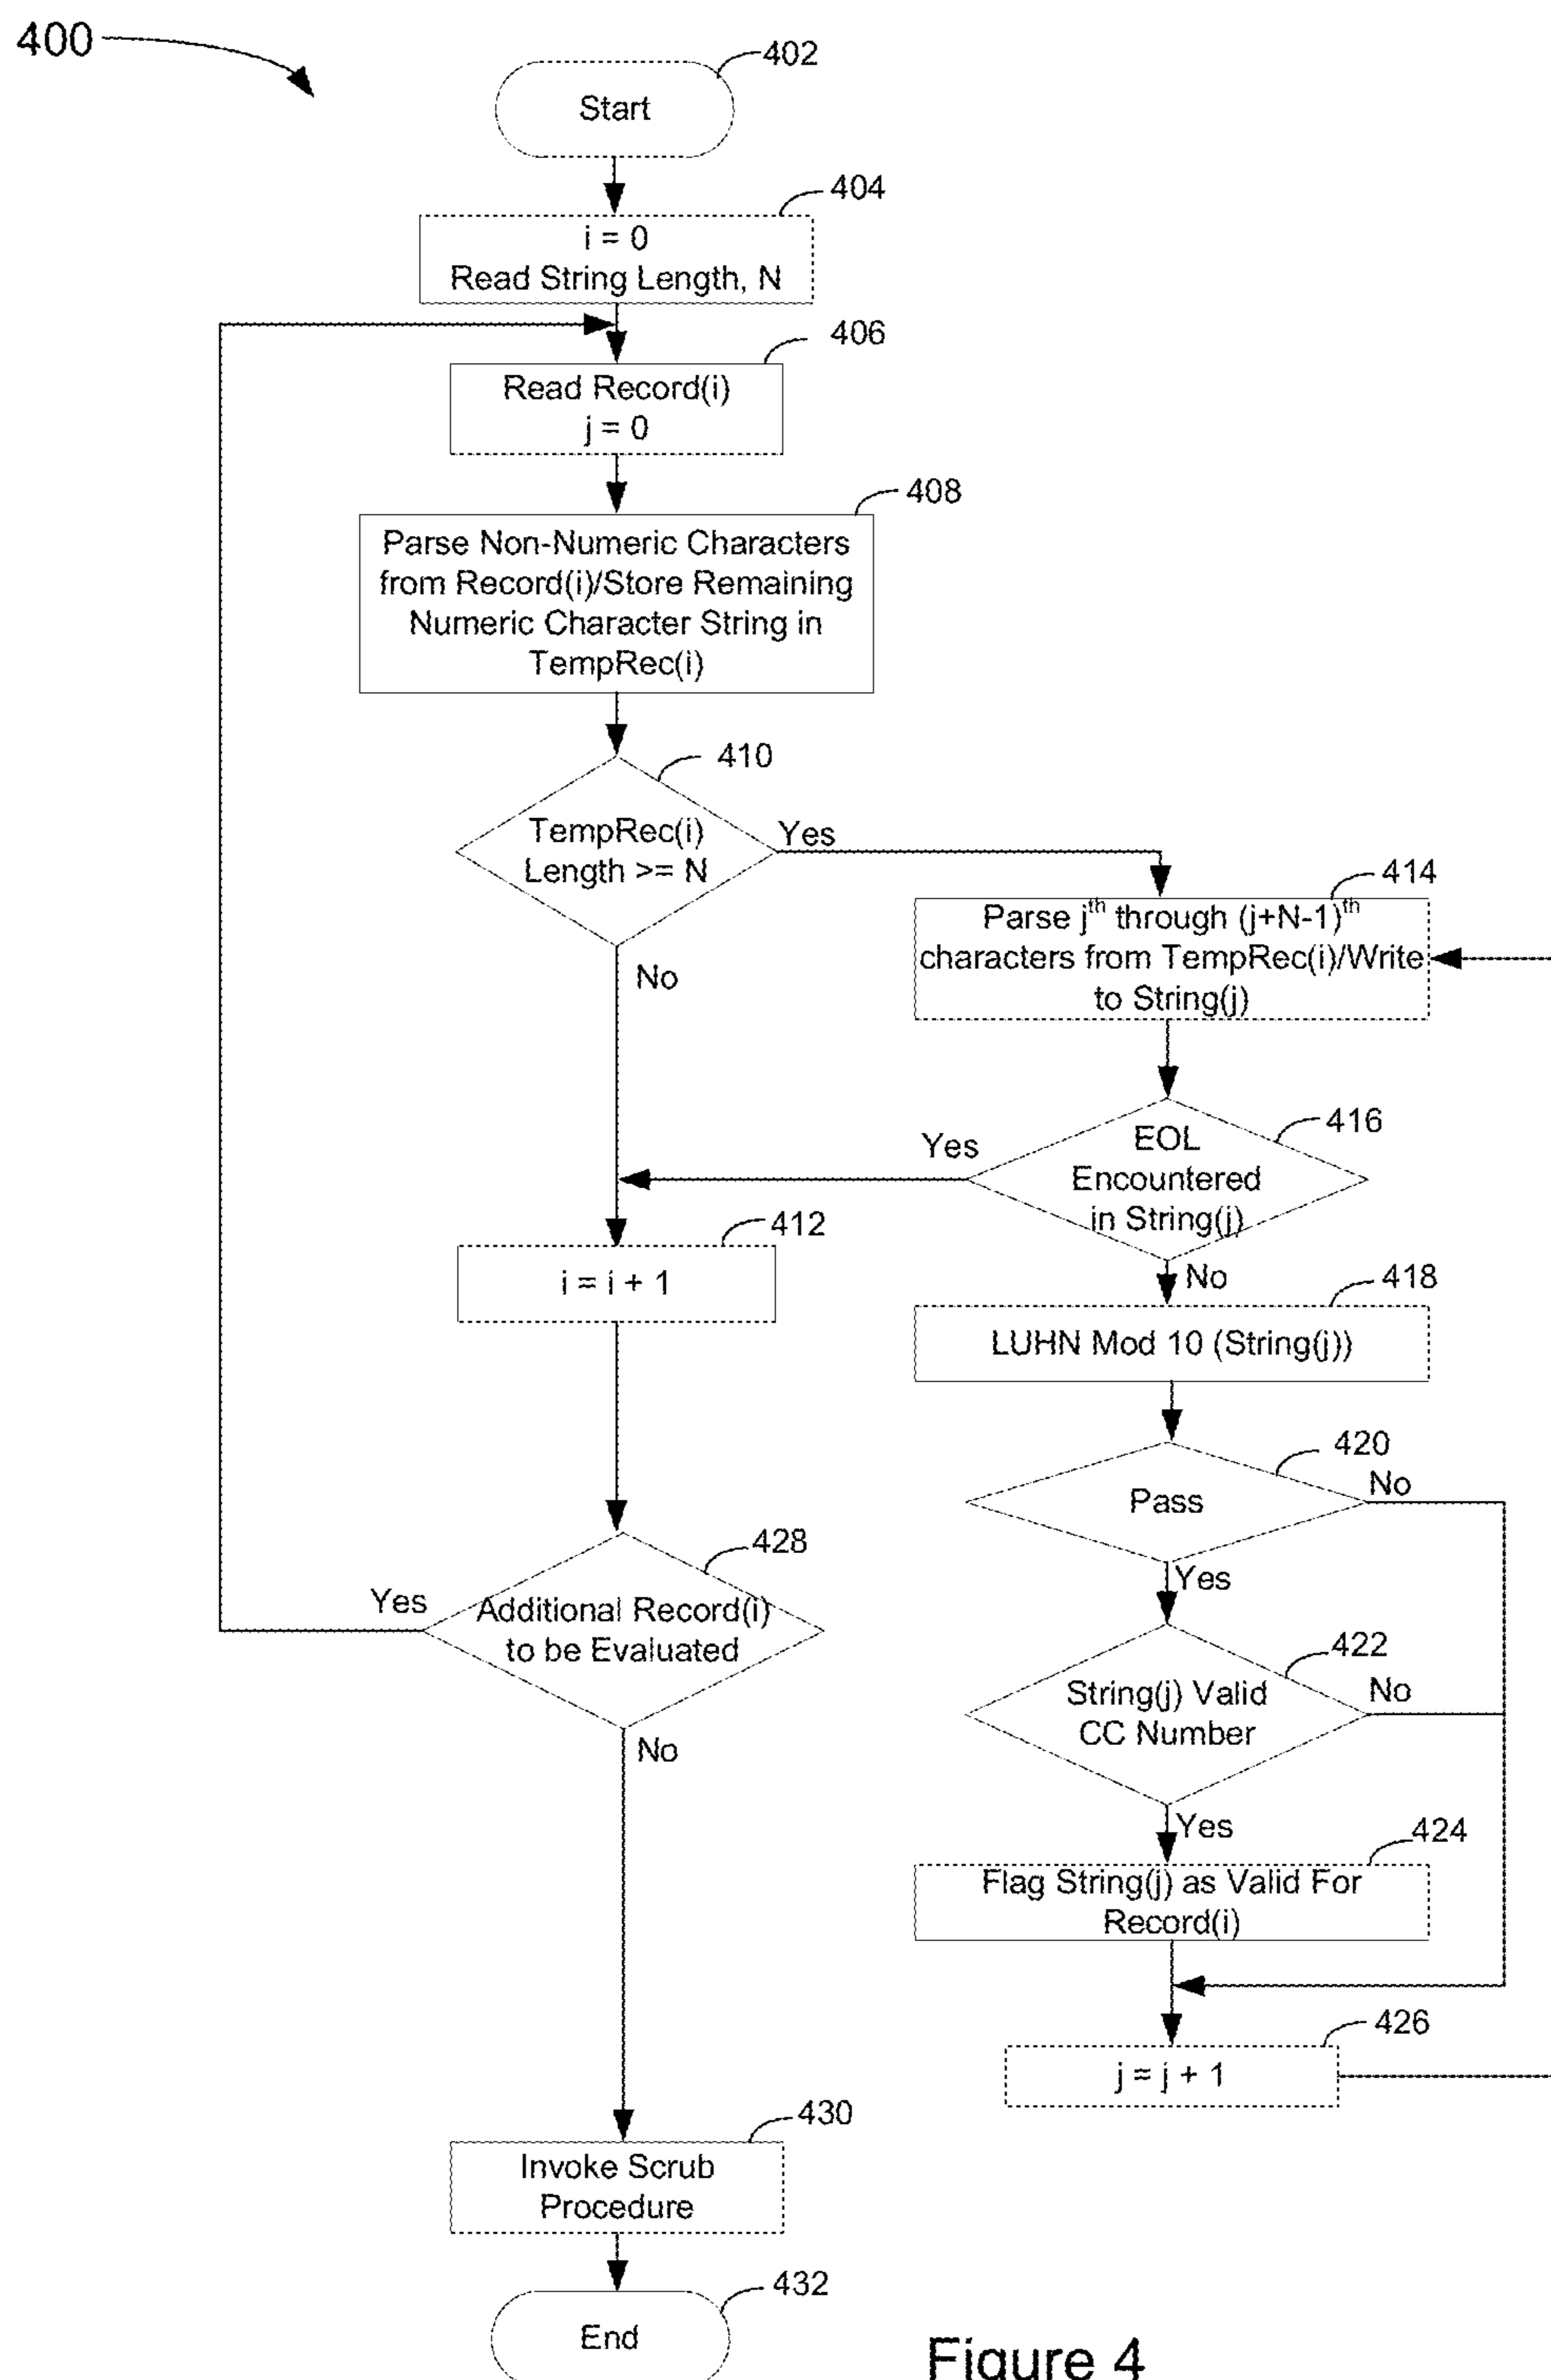 400
402
Start
404
i = 0
Read String Length, N
406
Read Record(i)
j = 0
408
Parse Non-Numeric Characters
from Record(i)/Store Remaining
Numeric Character String in
TempRec(i)
410
TempRec(i)
Length >= N
Yes
No
414
Parse jth through (j+N-1)th
characters from TempRec(i)/Write
to String(j)
416
EOL
Encountered
in String(j)
Yes
No
412
i = i + 1
418
LUHN Mod 10 (String(j))
420
Pass
No
Yes
422
String(j) Valid
CC Number
No
Yes
424
Flag String(j) as Valid For
Record(i)
426
j = j + 1
428
Additional Record(i)
to be Evaluated
Yes
No
430
Invoke Scrub
Procedure
432
End
Figure 4